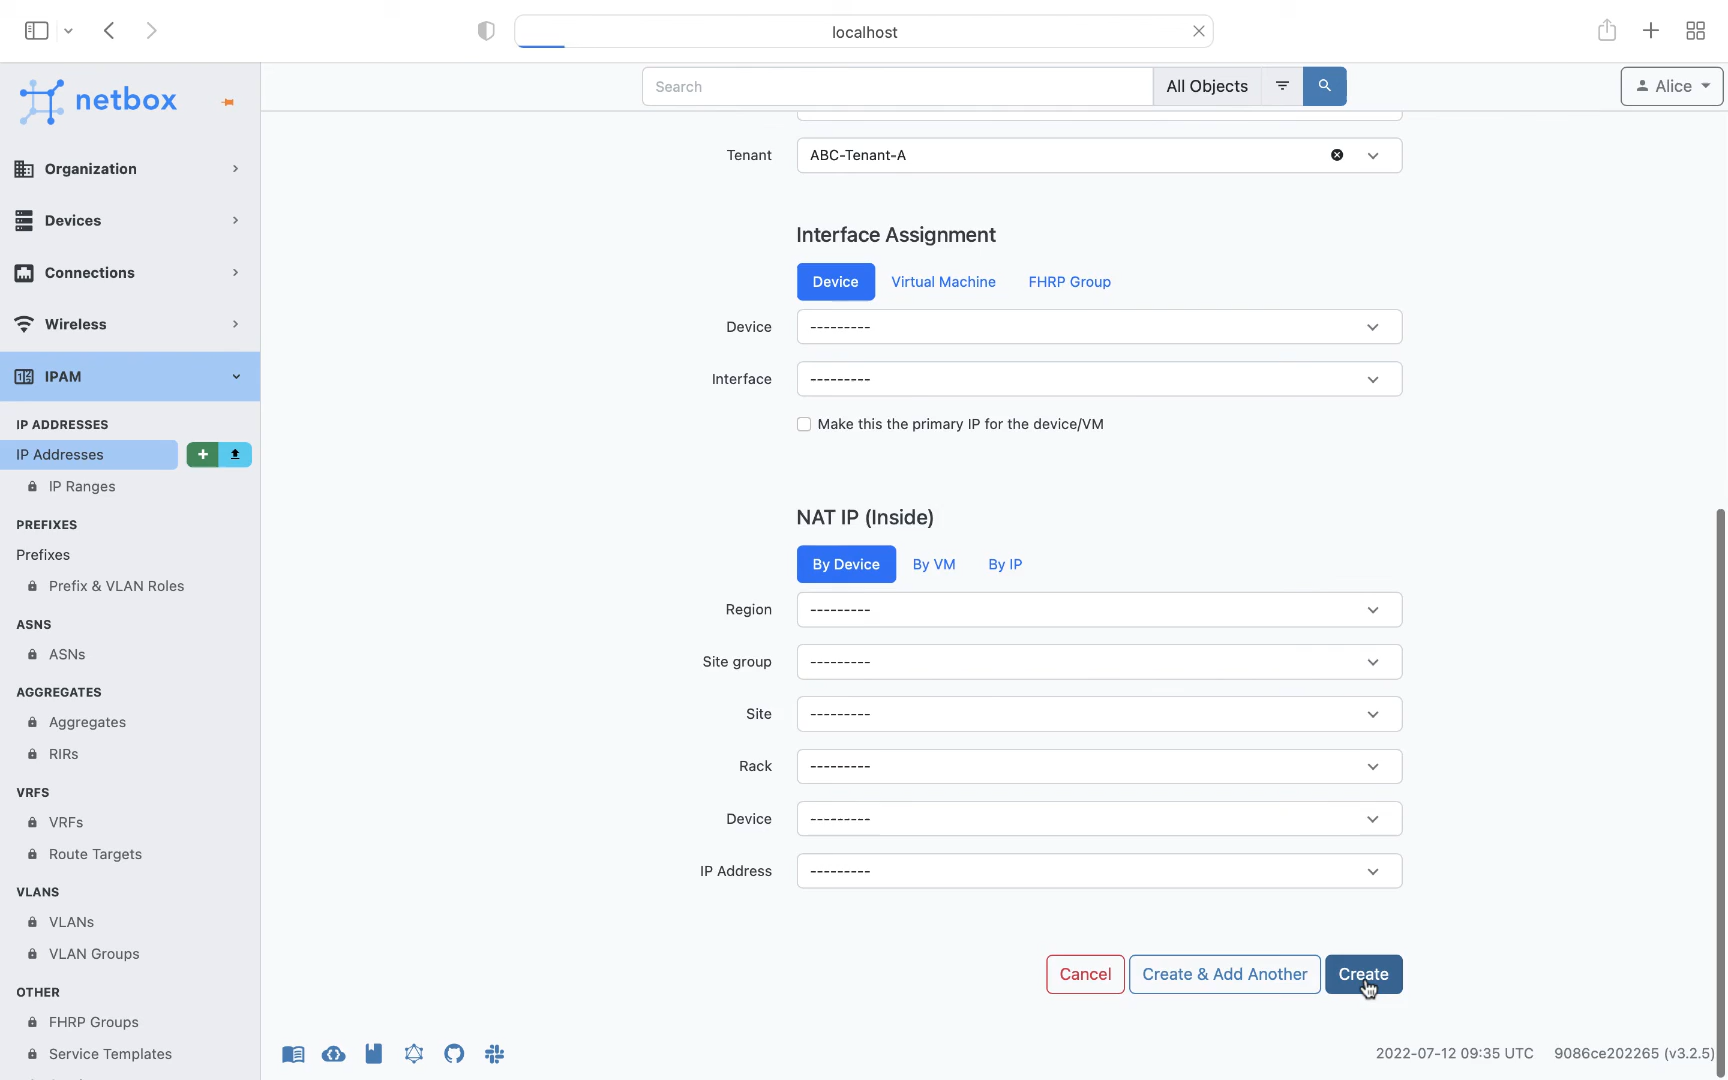 localhost
netbox
Search
All Objects
Alice
Organization
Devices
Connections
Wireless
IPAM
IP ADDRESSES
IP Addresses
IP Ranges
PREFIXES
Prefixes
Prefix & VLAN Roles
ASNS
ASNs
AGGREGATES
Aggregates
RIRs
VRFS
VRFs
Route Targets
VLANS
VLANs
VLAN Groups
OTHER
FHRP Groups
Service Templates
Tenant ABC-Tenant-A
Interface Assignment
Device Virtual Machine FHRP Group
Device ---------
Interface ---------
Make this the primary IP for the device/VM
NAT IP (Inside)
By Device By VM By IP
Region ---------
Site group ---------
Site ---------
Rack ---------
Device ---------
IP Address ---------
Cancel Create & Add Another Create
2022-07-12 09:35 UTC 9086ce202265 (v3.2.5)